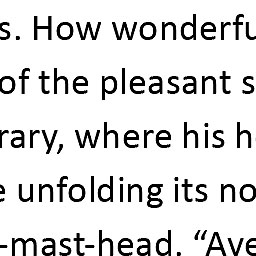 s. How wonderfu
of the pleasant s
rary, where his h
e unfolding its no
-mast-head. “Ave